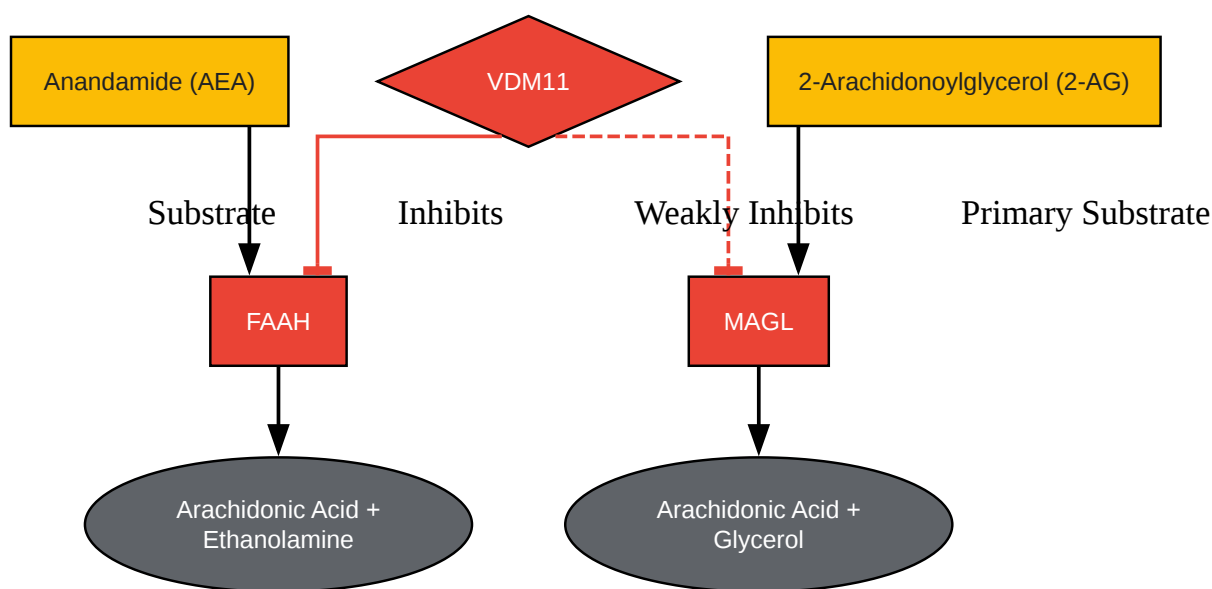 Anandamide (AEA)
VDM11
2-Arachidonoylglycerol (2-AG)
Substrate
Inhibits
Weakly Inhibits
Primary Substrate
FAAH
MAGL
Arachidonic Acid +
Ethanolamine
Arachidonic Acid +
Glycerol